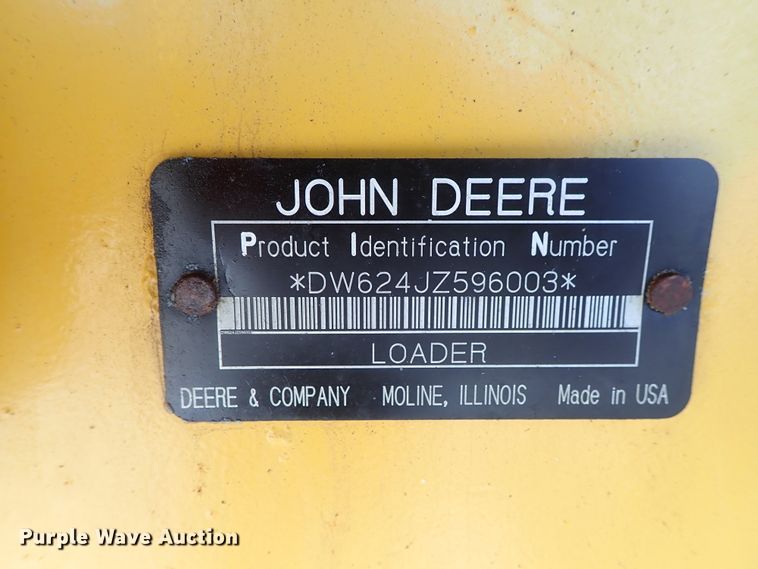 JOHN DEERE
Product Identification Number
*DW624JZ596003*
LOADER
DEERE & COMPANY MOLINE, ILLINOIS Made in USA
Purple Wave Auction